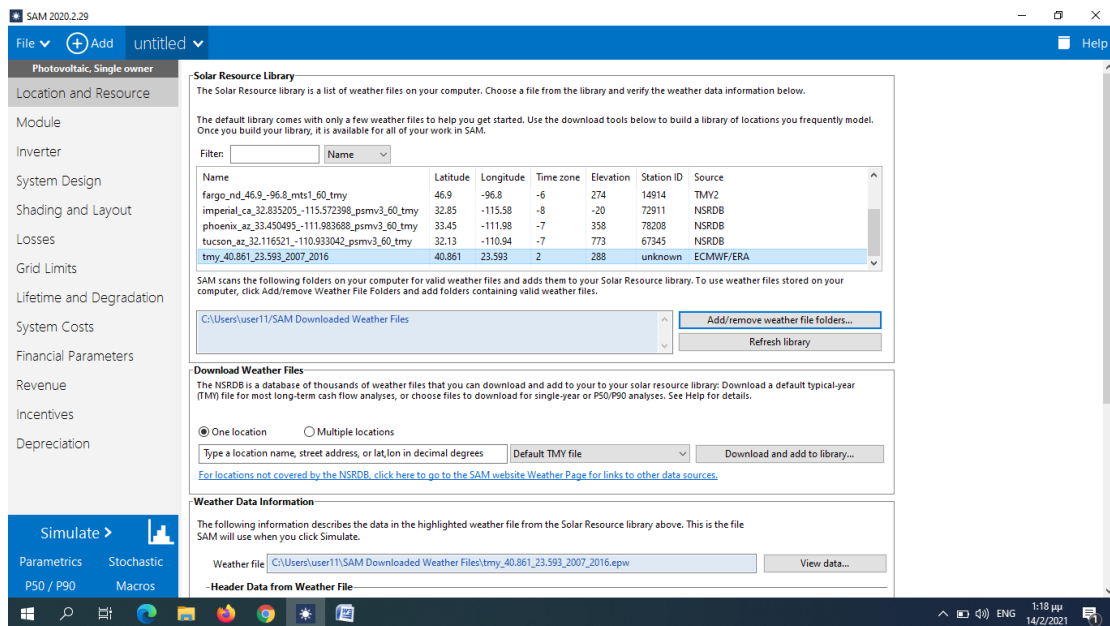 SAM 2020.2.29
File Add untitled Help
Photovoltaic, Single owner
Location and Resource
Module
Inverter
System Design
Shading and Layout
Losses
Grid Limits
Lifetime and Degradation
System Costs
Financial Parameters
Revenue
Incentives
Depreciation
Simulate >
Parametrics Stochastic
P50 / P90 Macros
Solar Resource Library
The Solar Resource library is a list of weather files on your computer. Choose a file from the library and verify the weather data information below.
The default library comes with only a few weather files to help you get started. Use the download tools below to build a library of locations you frequently model.
Once you build your library, it is available for all of your work in SAM.
Filter: Name
Name Latitude Longitude Time zone Elevation Station ID Source
fargo_nd_46.9_-96.8_mts1_60_tmy 46.9 -96.8 -6 274 14914 TMY2
imperial_ca_32.835205_-115.572398_psmv3_60_tmy 32.85 -115.58 -8 -20 72911 NSRDB
phoenix_az_33.450495_-111.983688_psmv3_60_tmy 33.45 -111.98 -7 358 78208 NSRDB
tucson_az_32.116521_-110.933042_psmv3_60_tmy 32.13 -110.94 -7 773 67345 NSRDB
tmy_40.861_23.593_2007_2016 40.861 23.593 2 288 unknown ECMWF/ERA
SAM scans the following folders on your computer for valid weather files and adds them to your Solar Resource library. To use weather files stored on your
computer, click Add/remove Weather File Folders and add folders containing valid weather files.
C:\Users\user11/SAM Downloaded Weather Files
Add/remove weather file folders...
Refresh library
Download Weather Files
The NSRDB is a database of thousands of weather files that you can download and add to your to your solar resource library: Download a default typical-year
(TMY) file for most long-term cash flow analyses, or choose files to download for single-year or P50/P90 analyses. See Help for details.
One location Multiple locations
Type a location name, street address, or lat,lon in decimal degrees Default TMY file Download and add to library...
For locations not covered by the NSRDB, click here to go to the SAM website Weather Page for links to other data sources.
Weather Data Information
The following information describes the data in the highlighted weather file from the Solar Resource library above. This is the file
SAM will use when you click Simulate.
Weather file C:\Users\user11\SAM Downloaded Weather Files\tmy_40.861_23.593_2007_2016.epw View data...
Header Data from Weather File
ENG 1:18 μμ
14/2/2021